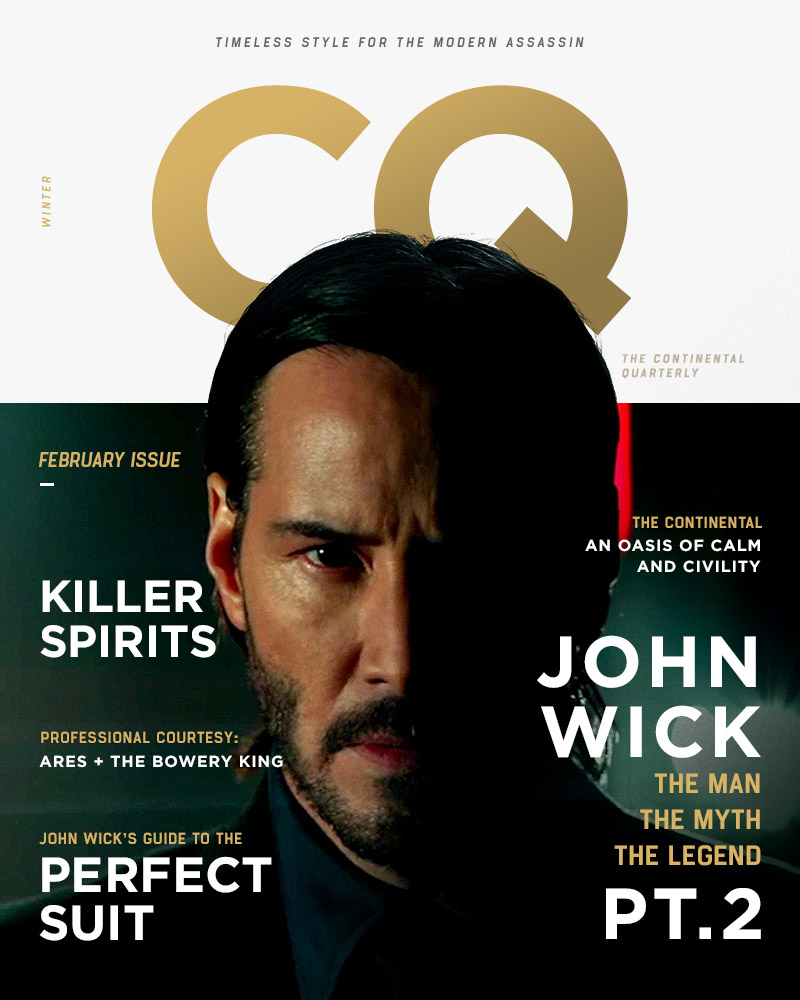 TIMELESS STYLE FOR THE MODERN ASSASSIN
CQ
WINTER
THE CONTINENTAL
QUARTERLY
FEBRUARY ISSUE
KILLER
SPIRITS
PROFESSIONAL COURTESY:
ARES + THE BOWERY KING
JOHN WICK'S GUIDE TO THE
PERFECT
SUIT
THE CONTINENTAL
AN OASIS OF CALM
AND CIVILITY
JOHN
WICK
THE MAN
THE MYTH
THE LEGEND
PT.2